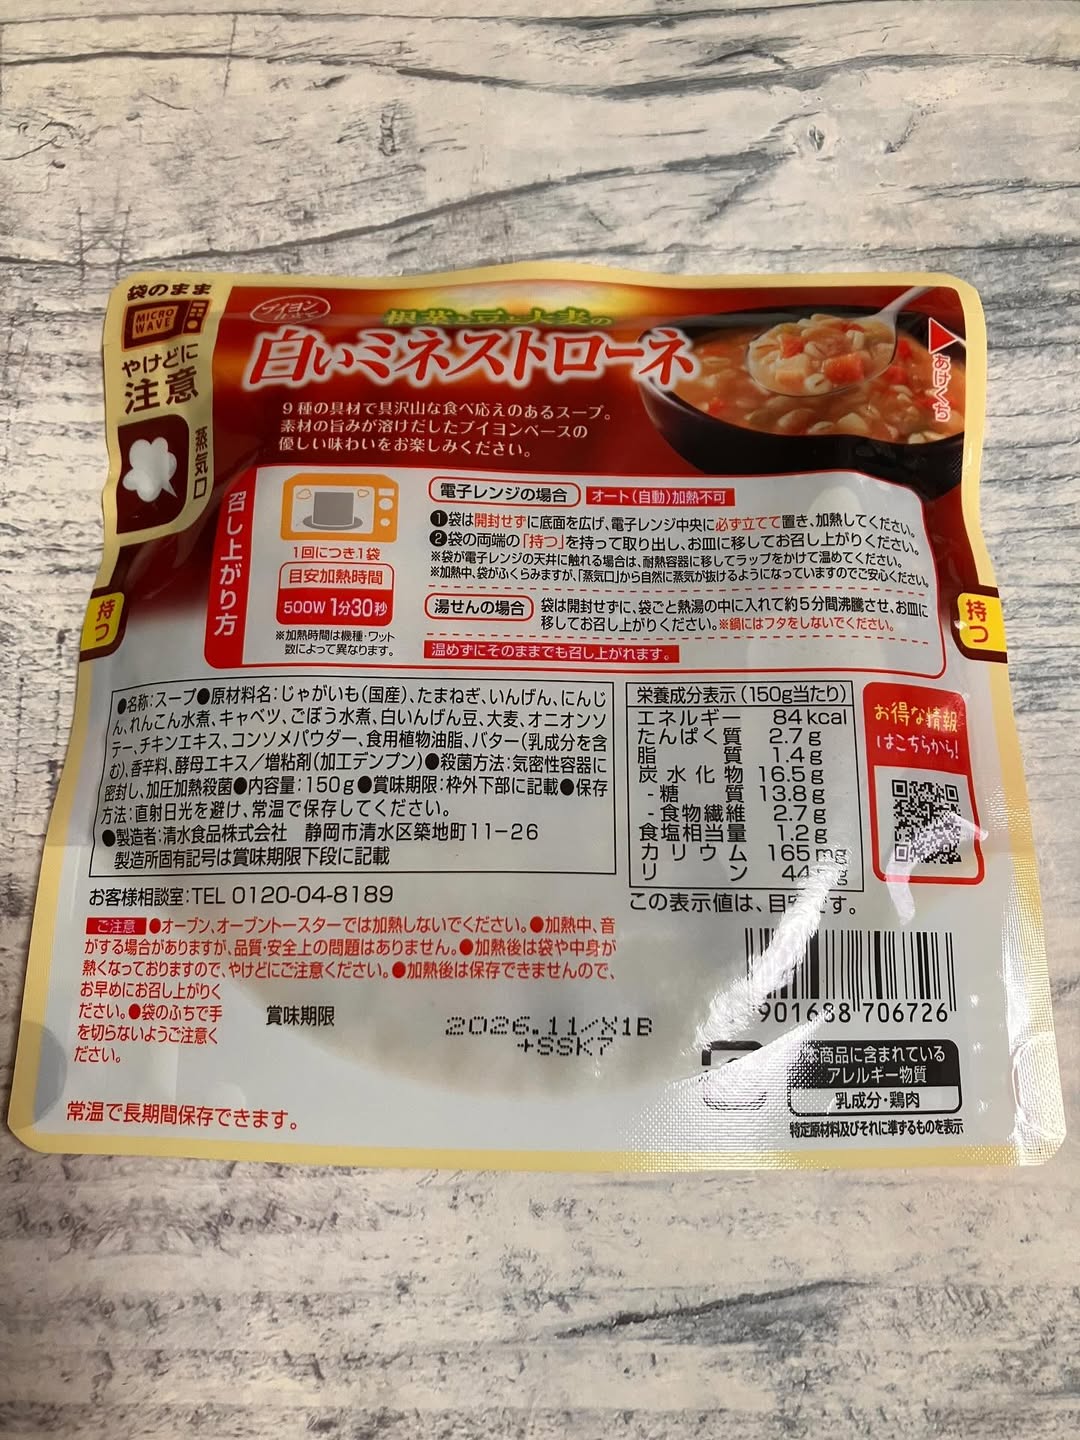 袋のまま
MICRO
WAVE
やけどに
注意
蒸気口
ブイヨン
仕立て
根菜と豆と大麦の
白いミネストローネ
9種の具材で具沢山な食べ応えのあるスープ。
素材の旨みが溶けだしたブイヨンベースの
優しい味わいをお楽しみください。
あけくち
召し上がり方
1回につき1袋
目安加熱時間
500W 1分30秒
※加熱時間は機種・ワット
数によって異なります。
電子レンジの場合 オート(自動)加熱不可
❶袋は開封せずに底面を広げ、電子レンジ中央に必ず立てて置き、加熱してください。
❷袋の両端の「持つ」を持って取り出し、お皿に移してお召し上がりください。
※袋が電子レンジの天井に触れる場合は、耐熱容器に移してラップをかけて温めてください。
※加熱中、袋がふくらみますが、「蒸気口」から自然に蒸気が抜けるようになっていますのでご安心ください。
湯せんの場合 袋は開封せずに、袋ごと熱湯の中に入れて約5分間沸騰させ、お皿に
移してお召し上がりください。※鍋にはフタをしないでください。
温めずにそのままでも召し上がれます。
持つ
持つ
●名称:スープ●原材料名:じゃがいも(国産)、たまねぎ、いんげん、にんじ
ん、れんこん水煮、キャベツ、ごぼう水煮、白いんげん豆、大麦、オニオンソ
テー、チキンエキス、コンソメパウダー、食用植物油脂、バター(乳成分を含
む)、香辛料、酵母エキス/増粘剤(加工デンプン)●殺菌方法:気密性容器に
密封し、加圧加熱殺菌●内容量:150g●賞味期限:枠外下部に記載●保存
方法:直射日光を避け、常温で保存してください。
●製造者:清水食品株式会社 静岡市清水区築地町11-26
製造所固有記号は賞味期限下段に記載
栄養成分表示(150g当たり)
エネルギー 84kcal
たんぱく質 2.7g
脂質 1.4g
炭水化物 16.5g
-糖質 13.8g
-食物繊維 2.7g
食塩相当量 1.2g
カリウム 165mg
リン 44mg
この表示値は、目安です。
お得な情報
はこちらから!
お客様相談室:TEL 0120-04-8189
ご注意 ●オーブン、オーブントースターでは加熱しないでください。●加熱中、音
がする場合がありますが、品質・安全上の問題はありません。●加熱後は袋や中身が
熱くなっておりますので、やけどにご注意ください。●加熱後は保存できませんので、
お早めにお召し上がりく
ださい。●袋のふちで手
を切らないようご注意く
ださい。
賞味期限
2026.11/X1B
+SSK7
901688 706726
本商品に含まれている
アレルギー物質
乳成分・鶏肉
特定原材料及びそれに準ずるものを表示
常温で長期間保存できます。